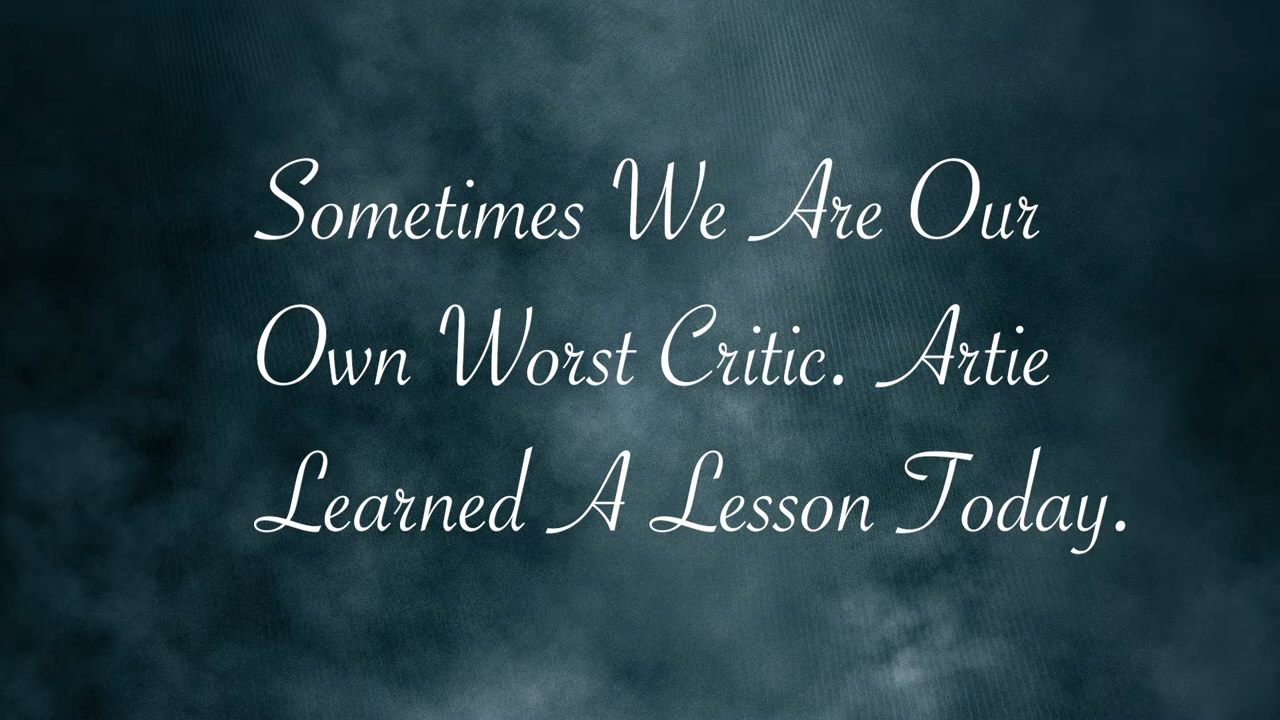 Sometimes We Are Our
Own Worst Critic. Artie
Learned A Lesson Today.